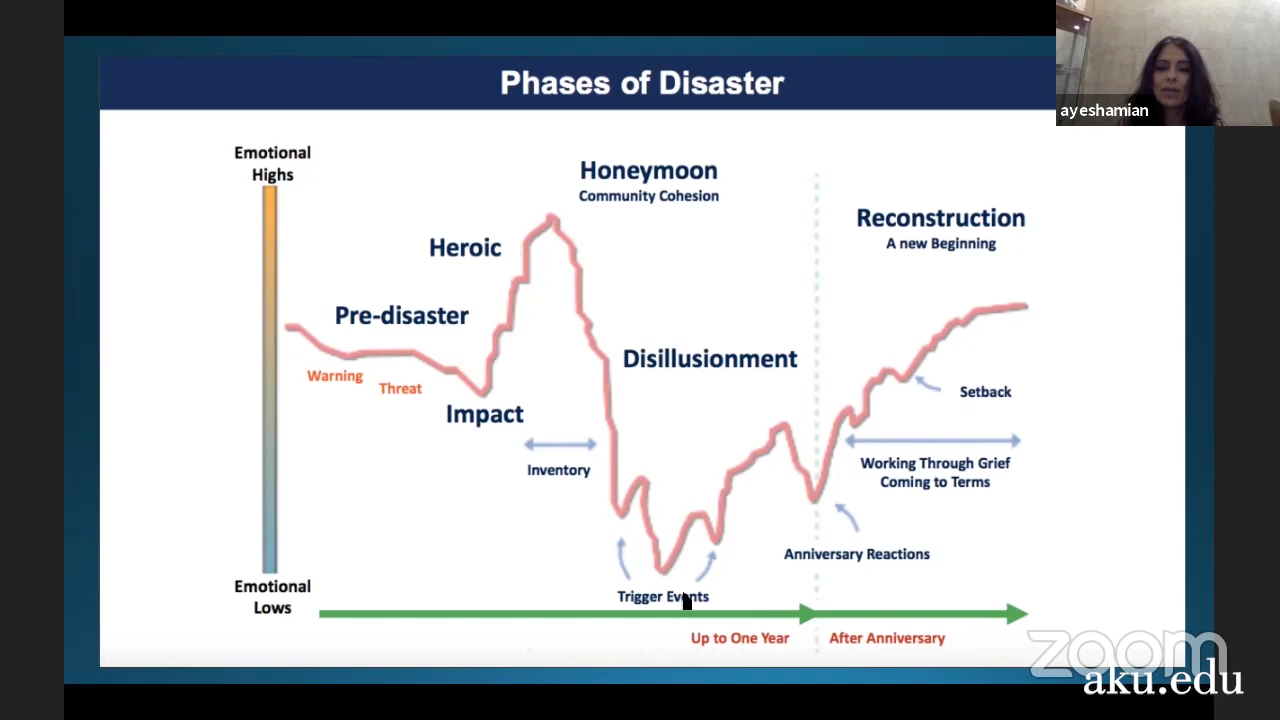 Phases of Disaster
ayeshamian
Emotional
Highs
Honeymoon
Community Cohesion
Reconstruction
A new Beginning
Heroic
Pre-disaster
Warning
Threat
Disillusionment
Setback
Impact
Inventory
Working Through Grief
Coming to Terms
Anniversary Reactions
Emotional
Lows
Trigger Events
Up to One Year
After Anniversary
zoom
aku.edu